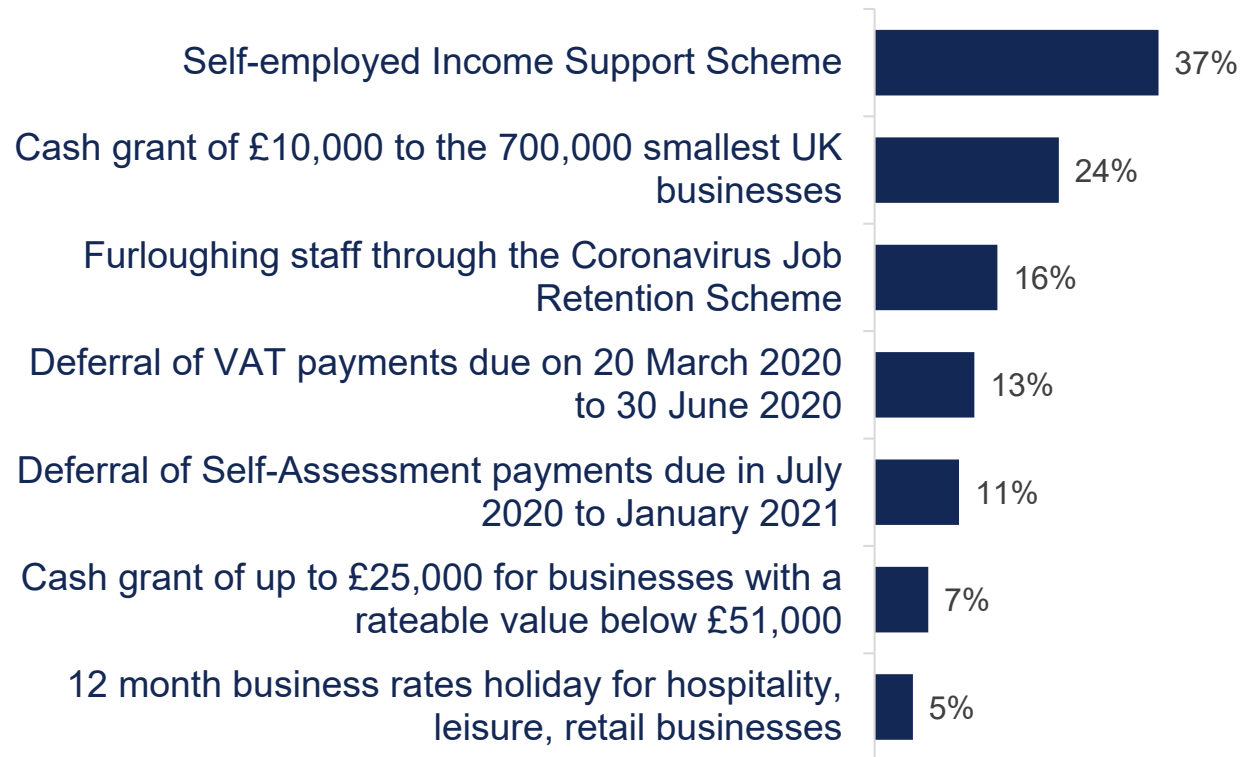 Self-employed Income Support Scheme
37%
Cash grant of £10,000 to the 700,000 smallest UK
businesses
24%
Furloughing staff through the Coronavirus Job
Retention Scheme
16%
Deferral of VAT payments due on 20 March 2020
to 30 June 2020
13%
Deferral of Self-Assessment payments due in July
2020 to January 2021
11%
Cash grant of up to £25,000 for businesses with a
rateable value below £51,000
7%
12 month business rates holiday for hospitality,
leisure, retail businesses
5%